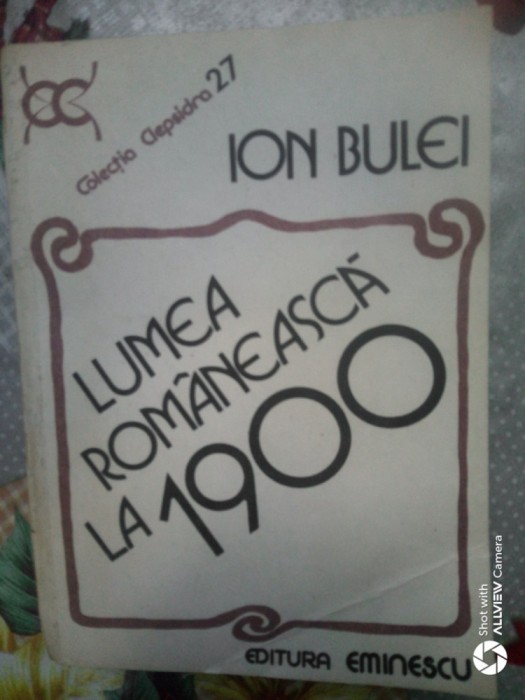 Colecția Clepsidra 27
ION BULEI
LUMEA
ROMÂNEASCĂ
LA 1900
EDITURA EMINESCU
Shot with
ALLVIEW Camera